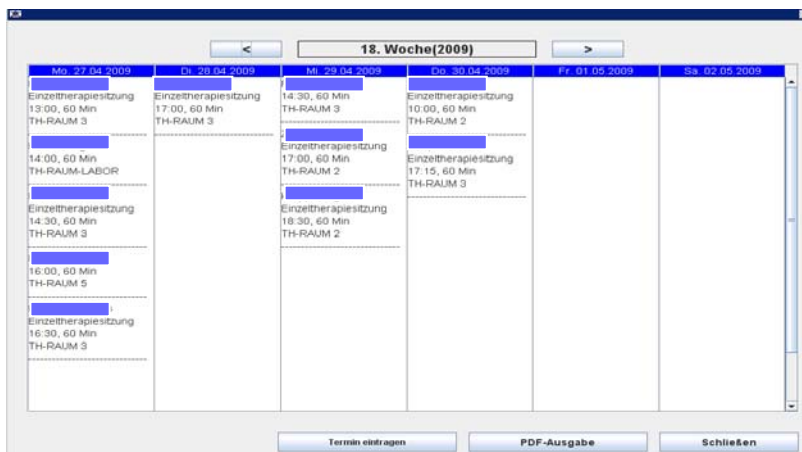 <
18. Woche(2009)
>
Mo. 27.04.2009
Di. 28.04.2009
Mi. 29.04.2009
Do. 30.04.2009
Fr. 01.05.2009
Sa. 02.05.2009
Einzeltherapiesitzung
13:00, 60 Min
TH-RAUM 3
14:00, 60 Min
TH-RAUM-LABOR
Einzeltherapiesitzung
14:30, 60 Min
TH-RAUM 3
16:00, 60 Min
TH-RAUM 5
Einzeltherapiesitzung
16:30, 60 Min
TH-RAUM 3
Einzeltherapiesitzung
17:00, 60 Min
TH-RAUM 3
14:30, 60 Min
TH-RAUM 3
Einzeltherapiesitzung
17:00, 60 Min
TH-RAUM 2
Einzeltherapiesitzung
18:30, 60 Min
TH-RAUM 2
Einzeltherapiesitzung
10:00, 60 Min
TH-RAUM 2
Einzeltherapiesitzung
17:15, 60 Min
TH-RAUM 3
Termin eintragen
PDF-Ausgabe
Schließen